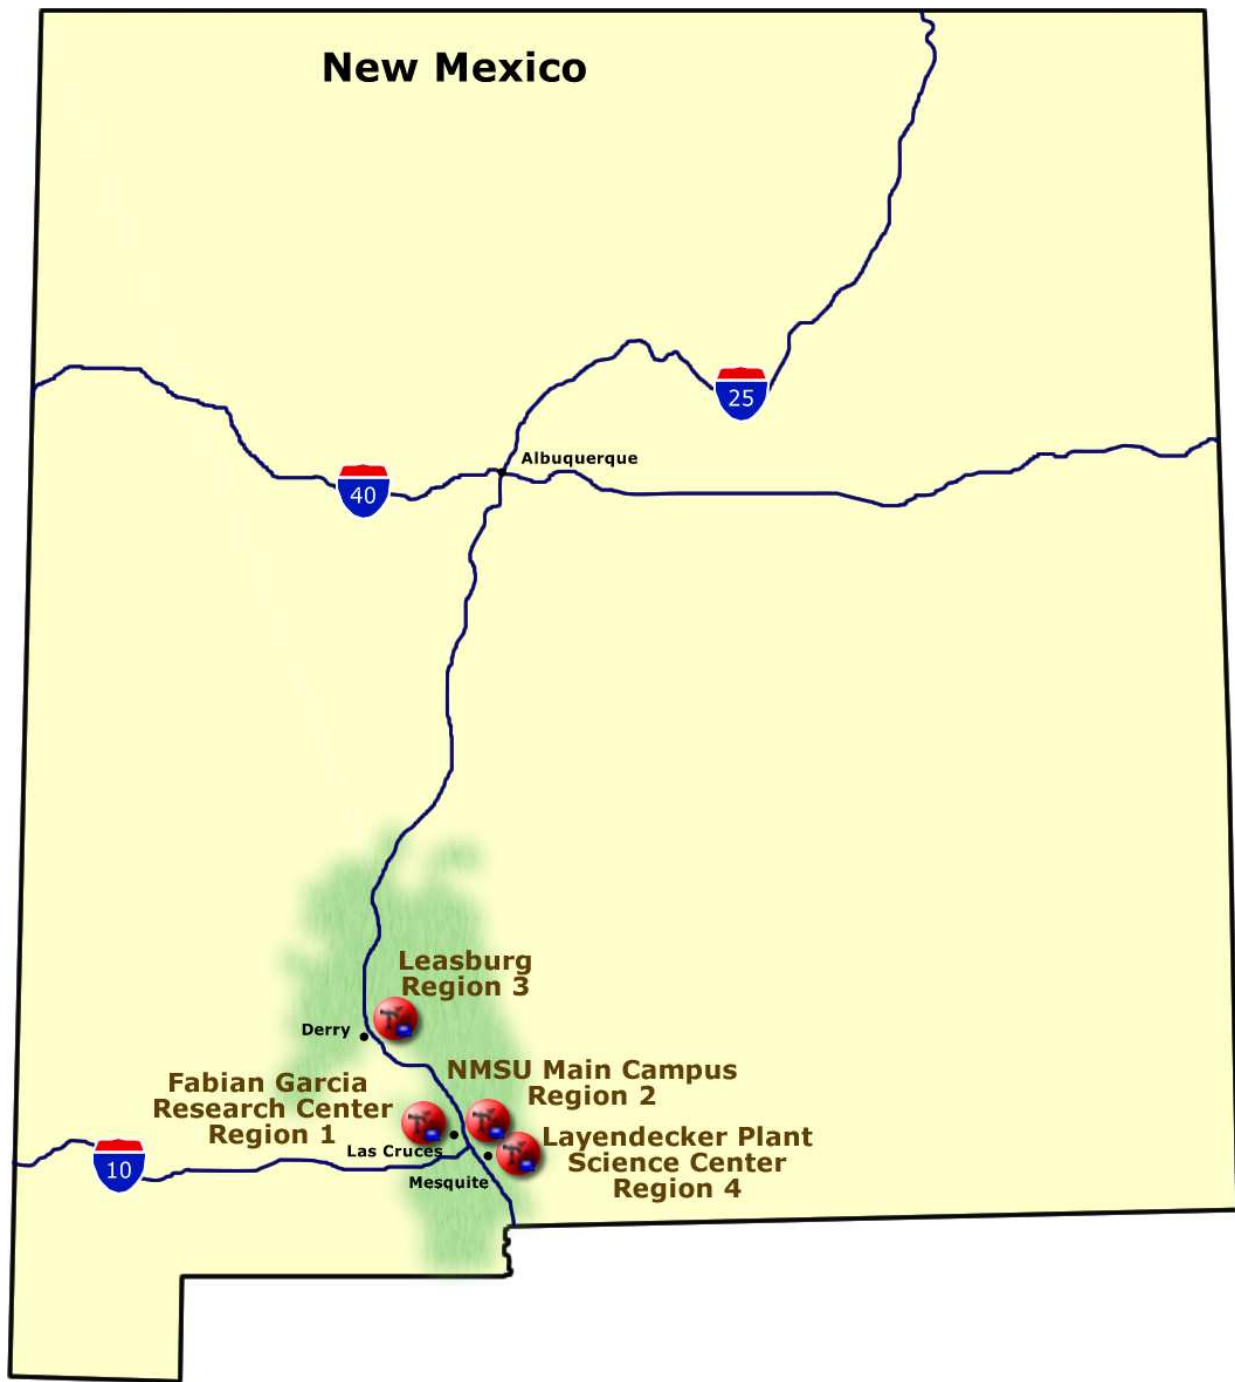 New Mexico
25
Albuquerque
40
Leasburg
Region 3
Derry
NMSU Main Campus
Region 2
Fabian Garcia
Research Center
Region 1
Las Cruces
Layendecker Plant
Science Center
Region 4
10
Mesquite